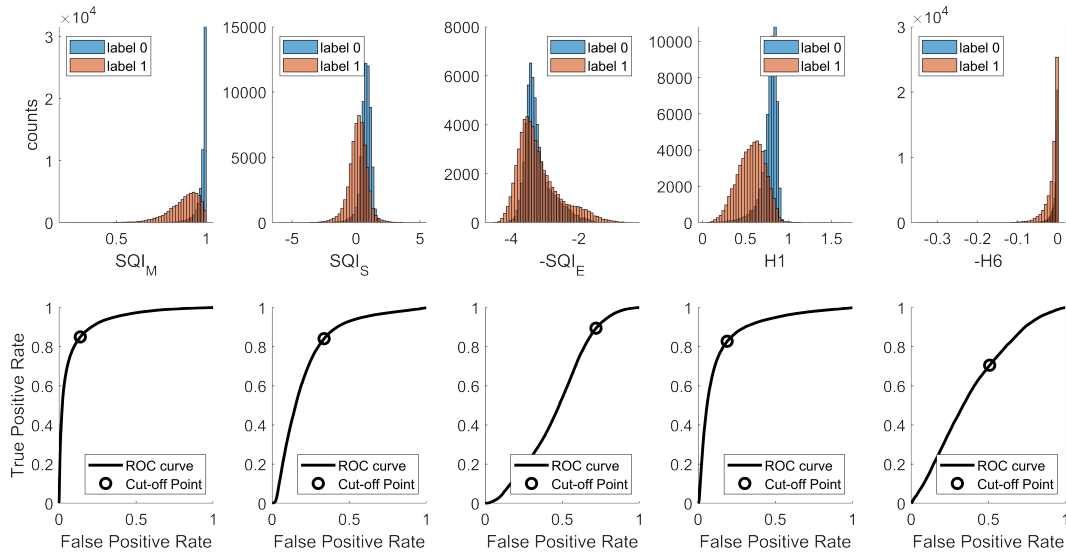 ×10⁴
label 0
label 1
3
2
1
0
counts
0.5
1
SQI_M
15000
10000
5000
0
label 0
label 1
-5
0
5
SQI_S
8000
6000
4000
2000
0
label 0
label 1
-4
-2
-SQI_E
10000
8000
6000
4000
2000
0
label 0
label 1
0
0.5
1
1.5
H1
×10⁴
3
2
1
0
label 0
label 1
-0.3
-0.2
-0.1
0
-H6
True Positive Rate
1
0.8
0.6
0.4
0.2
0
ROC curve
Cut-off Point
0
0.5
1
False Positive Rate
1
0.8
0.6
0.4
0.2
0
ROC curve
Cut-off Point
0
0.5
1
False Positive Rate
1
0.8
0.6
0.4
0.2
0
ROC curve
Cut-off Point
0
0.5
1
False Positive Rate
1
0.8
0.6
0.4
0.2
0
ROC curve
Cut-off Point
0
0.5
1
False Positive Rate
1
0.8
0.6
0.4
0.2
0
ROC curve
Cut-off Point
0
0.5
1
False Positive Rate